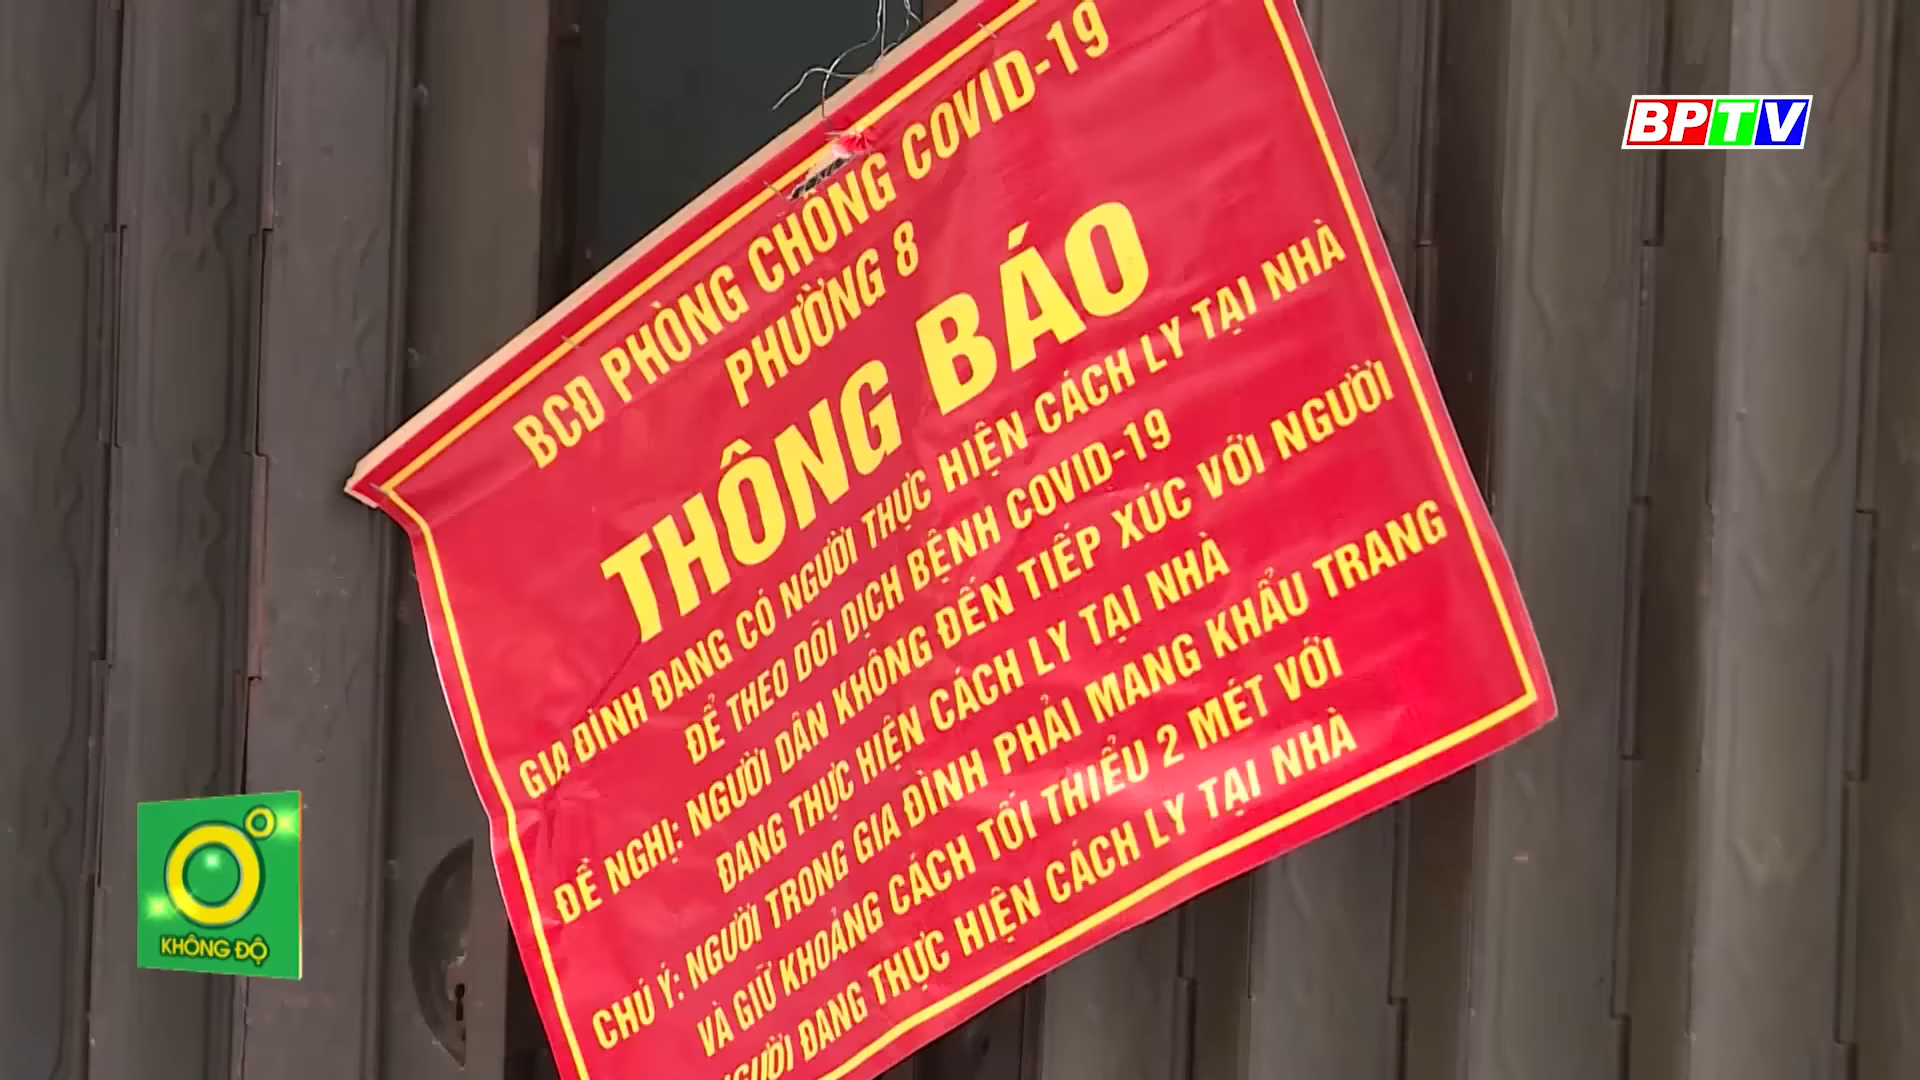 BPTV
BCĐ PHÒNG CHỐNG COVID-19
PHƯỜNG 8
THÔNG BÁO
GIA ĐÌNH ĐANG CÓ NGƯỜI THỰC HIỆN CÁCH LY TẠI NHÀ
ĐỂ THEO DÕI DỊCH BỆNH COVID-19
ĐỀ NGHỊ: NGƯỜI DÂN KHÔNG ĐẾN TIẾP XÚC VỚI NGƯỜI
ĐANG THỰC HIỆN CÁCH LY TẠI NHÀ
CHÚ Ý: NGƯỜI TRONG GIA ĐÌNH PHẢI MANG KHẨU TRANG
VÀ GIỮ KHOẢNG CÁCH TỐI THIỂU 2 MÉT VỚI
NGƯỜI ĐANG THỰC HIỆN CÁCH LY TẠI NHÀ
KHÔNG ĐỘ